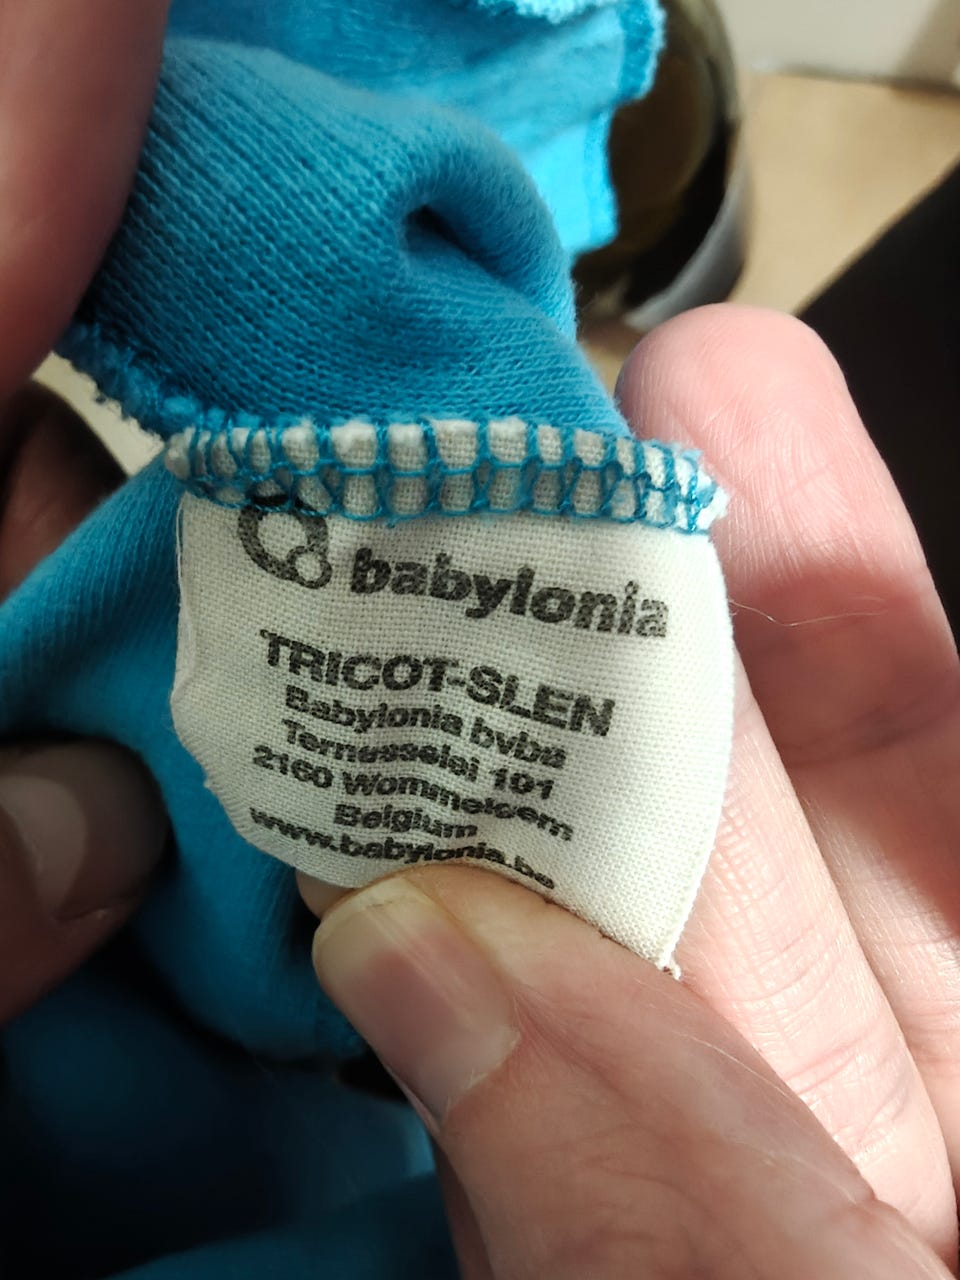 babylonia
TRICOT-SLEN
Babylonia bvba
Ternesselei 101
2160 Wommelgem
Belgium
www.babylonia.be